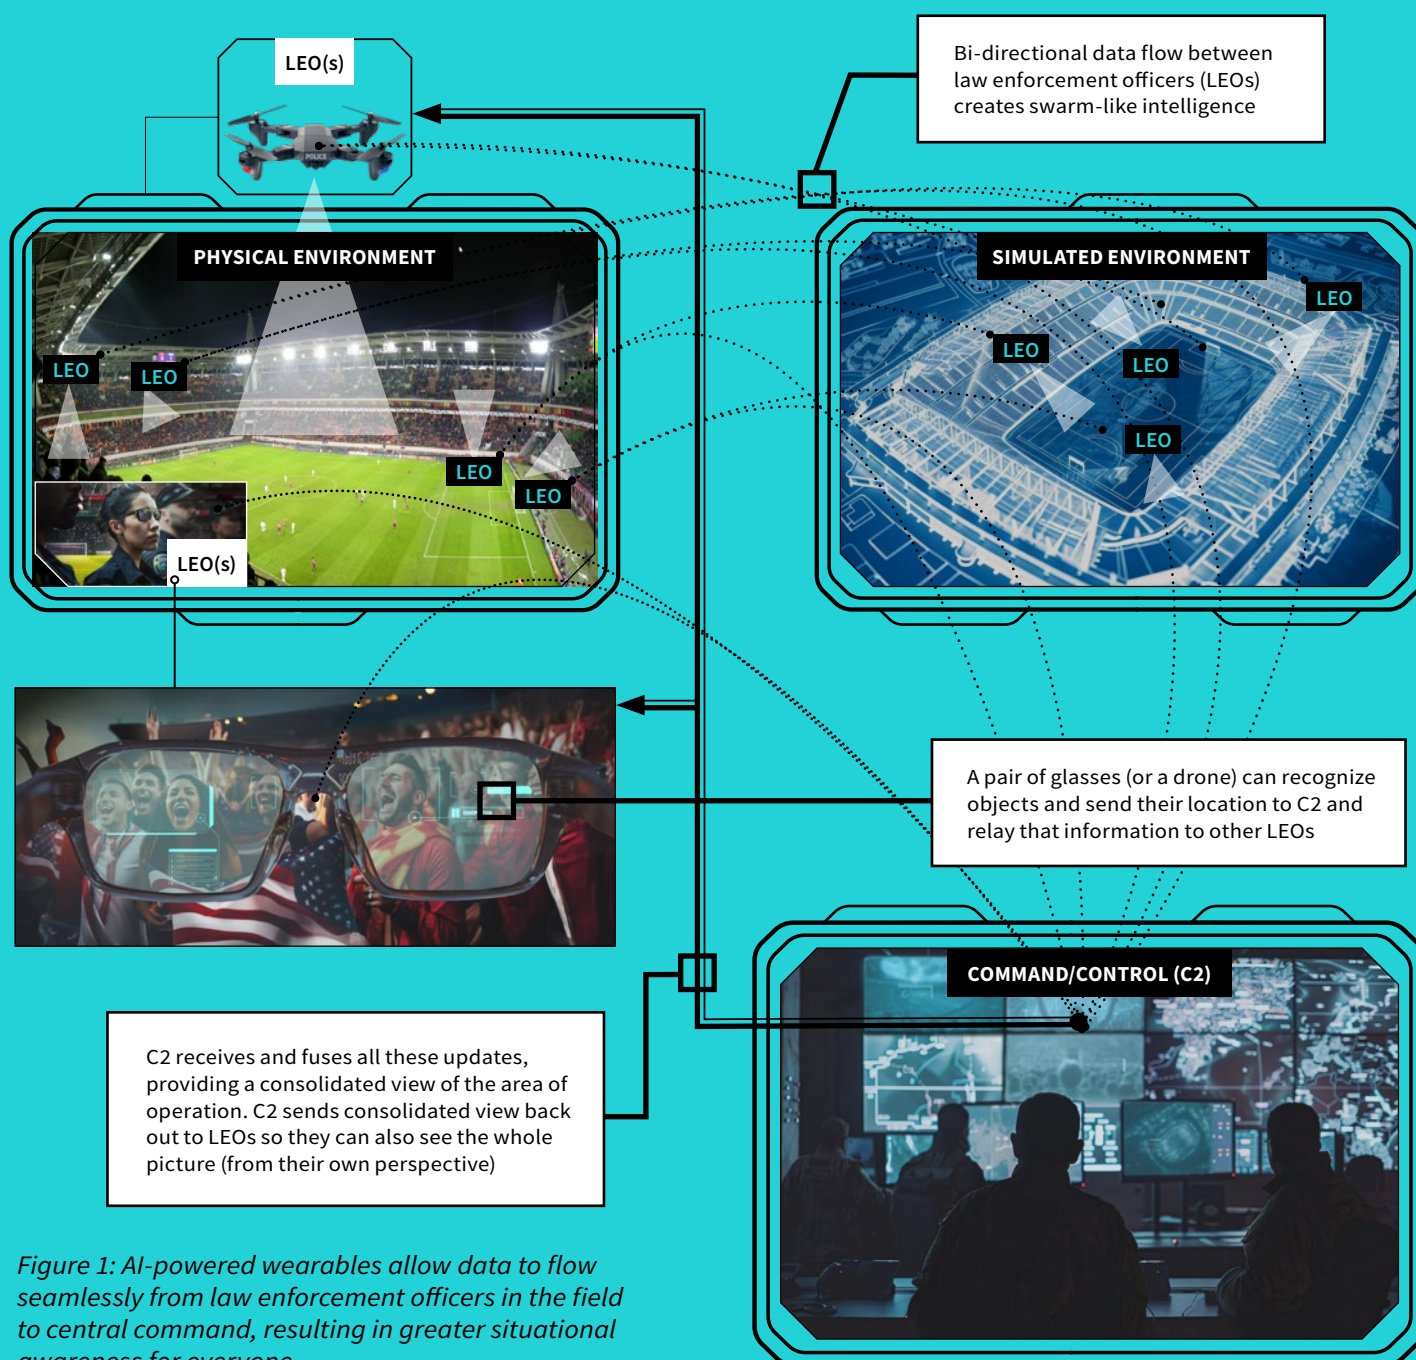 LEO(s)
POLICE
Bi-directional data flow between
law enforcement officers (LEOs)
creates swarm-like intelligence
PHYSICAL ENVIRONMENT
LEO
LEO
LEO
LEO
LEO(s)
SIMULATED ENVIRONMENT
LEO
LEO
LEO
LEO
A pair of glasses (or a drone) can recognize
objects and send their location to C2 and
relay that information to other LEOs
COMMAND/CONTROL (C2)
C2 receives and fuses all these updates,
providing a consolidated view of the area of
operation. C2 sends consolidated view back
out to LEOs so they can also see the whole
picture (from their own perspective)
Figure 1: AI-powered wearables allow data to flow
seamlessly from law enforcement officers in the field
to central command, resulting in greater situational
awareness for everyone